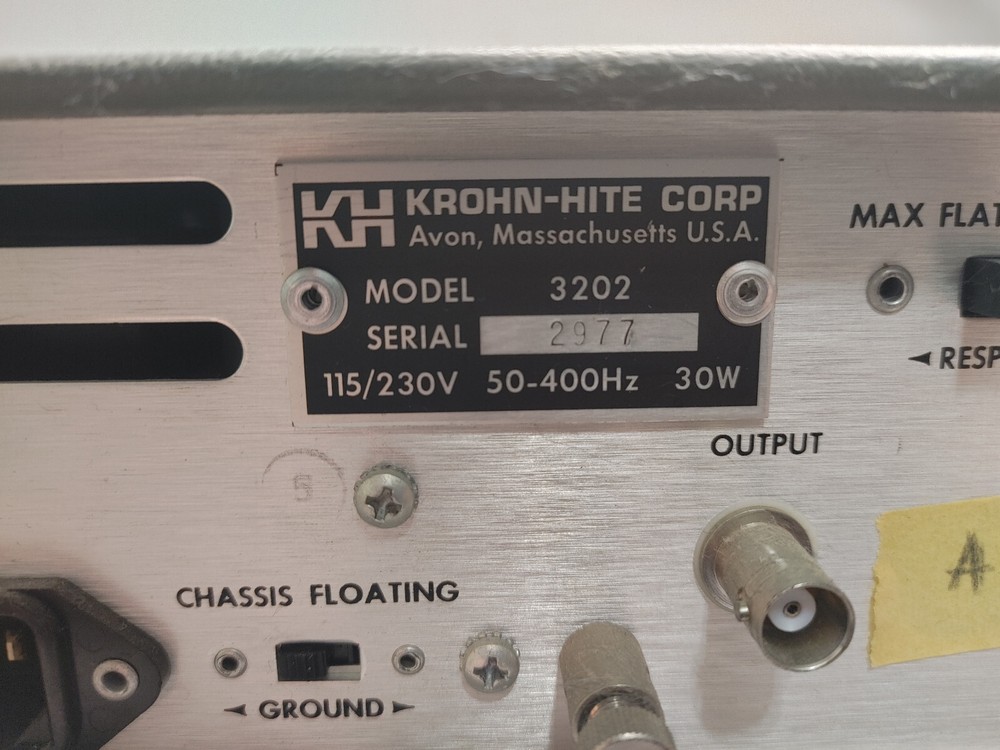 KH KROHN-HITE CORP
Avon, Massachusetts U.S.A.
MODEL 3202
SERIAL 2977
115/230V 50-400Hz 30W
MAX FLAT
◄ RESP
OUTPUT
A
CHASSIS FLOATING
◄ GROUND ►